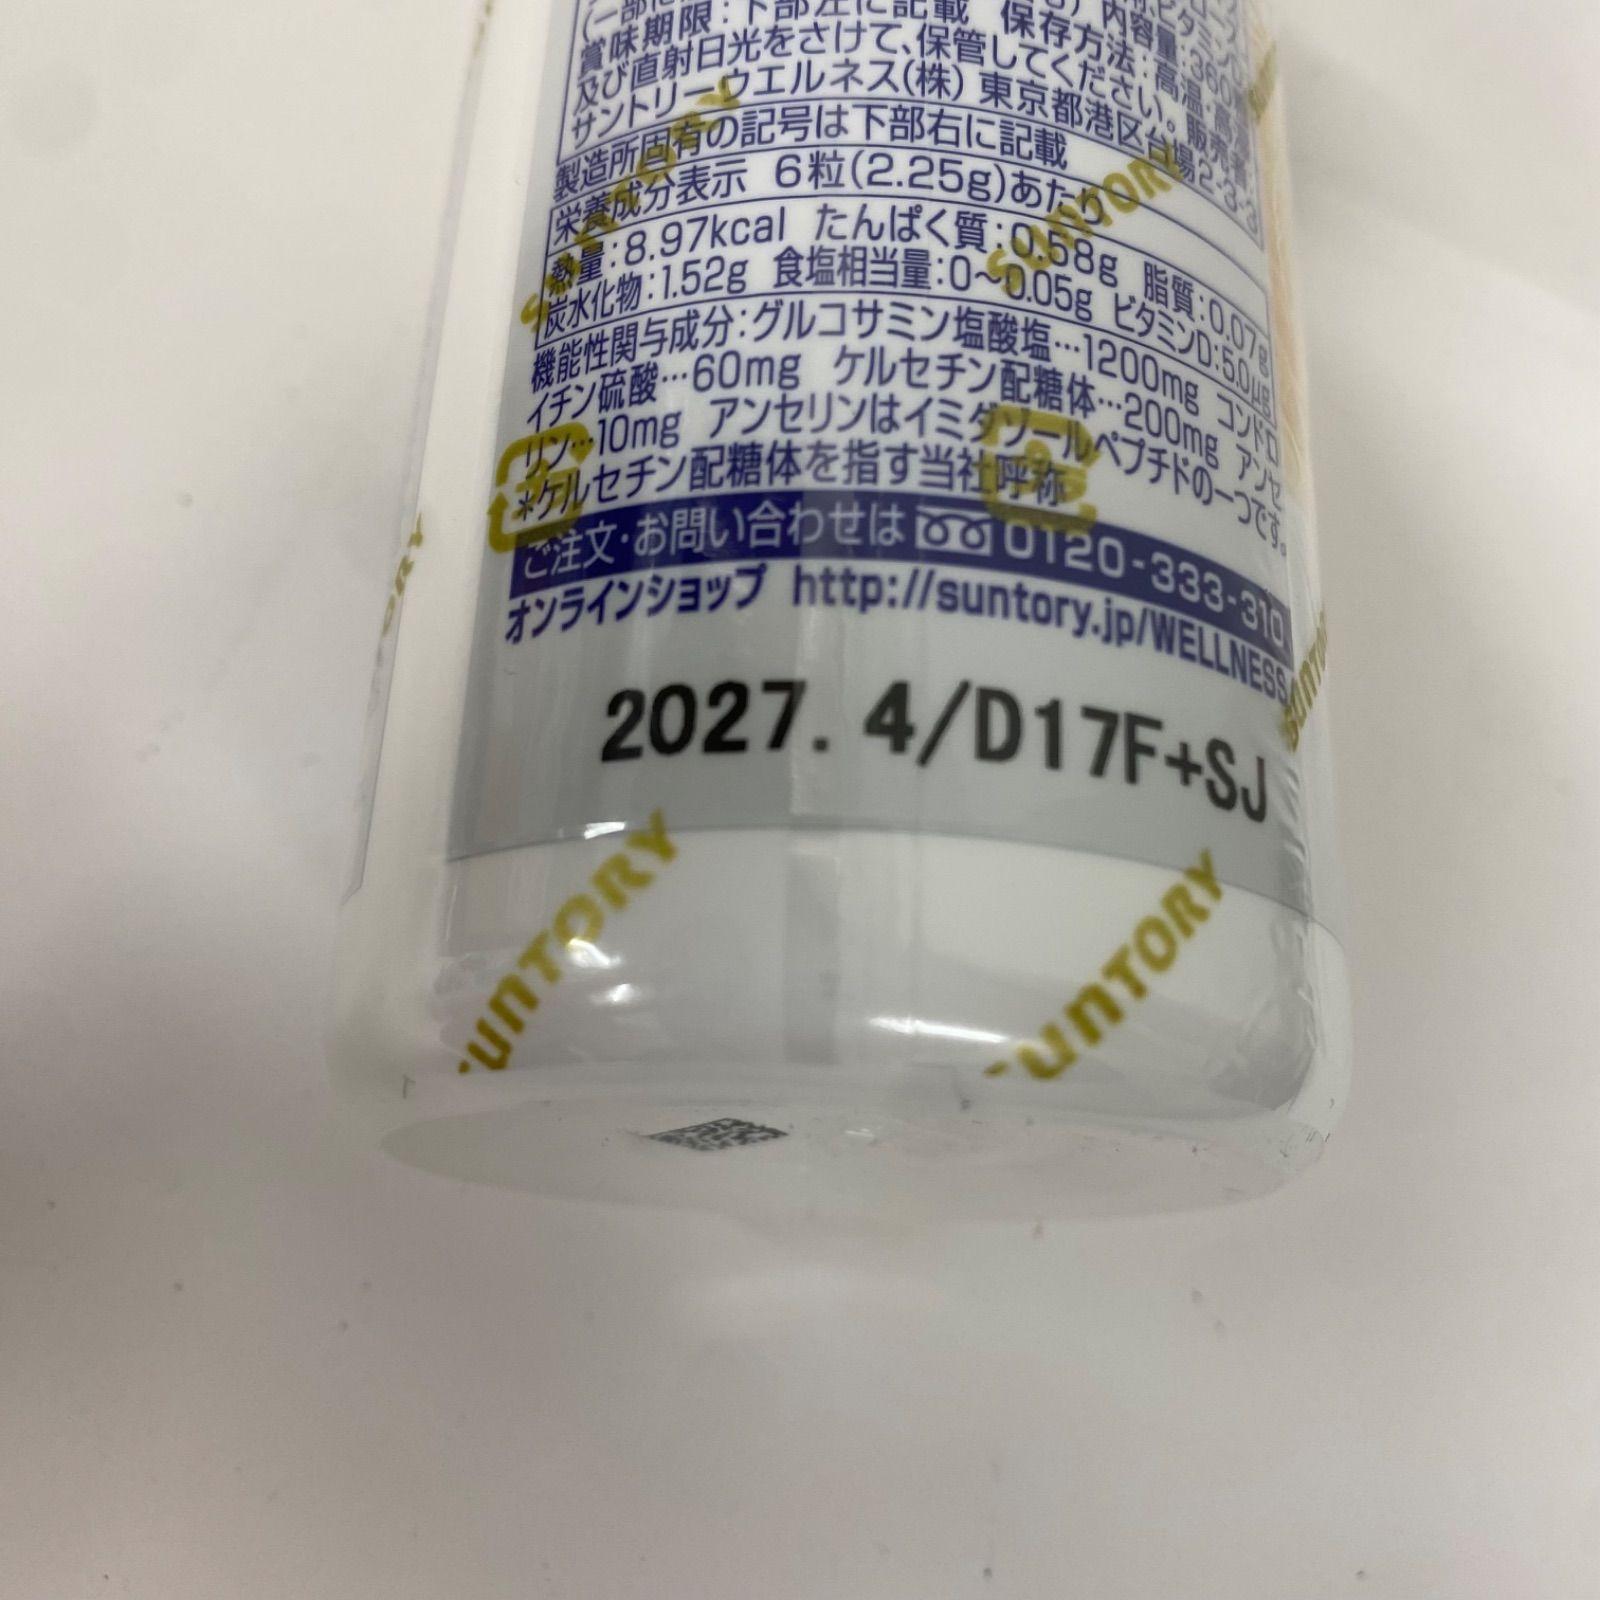 賞味期限:下部左に記載 保存方法:高温・高湿
及び直射日光をさけて、保管してください。販売者:
サントリーウエルネス(株) 東京都港区台場2-3-3
製造所固有の記号は下部右に記載
栄養成分表示 6粒(2.25g)あたり
熱量:8.97kcal たんぱく質:0.58g 脂質:0.07g
炭水化物:1.52g 食塩相当量:0~0.05g ビタミンD:5.0μg
機能性関与成分:グルコサミン塩酸塩…1200mg コンドロ
イチン硫酸…60mg ケルセチン配糖体…200mg アンセ
リン…10mg アンセリンはイミダゾールペプチドの一つです。
*ケルセチン配糖体を指す当社呼称
ご注文・お問い合わせは 0120-333-310
オンラインショップ http://suntory.jp/WELLNESS
2027. 4/D17F+SJ
SUNTORY
SUNTORY